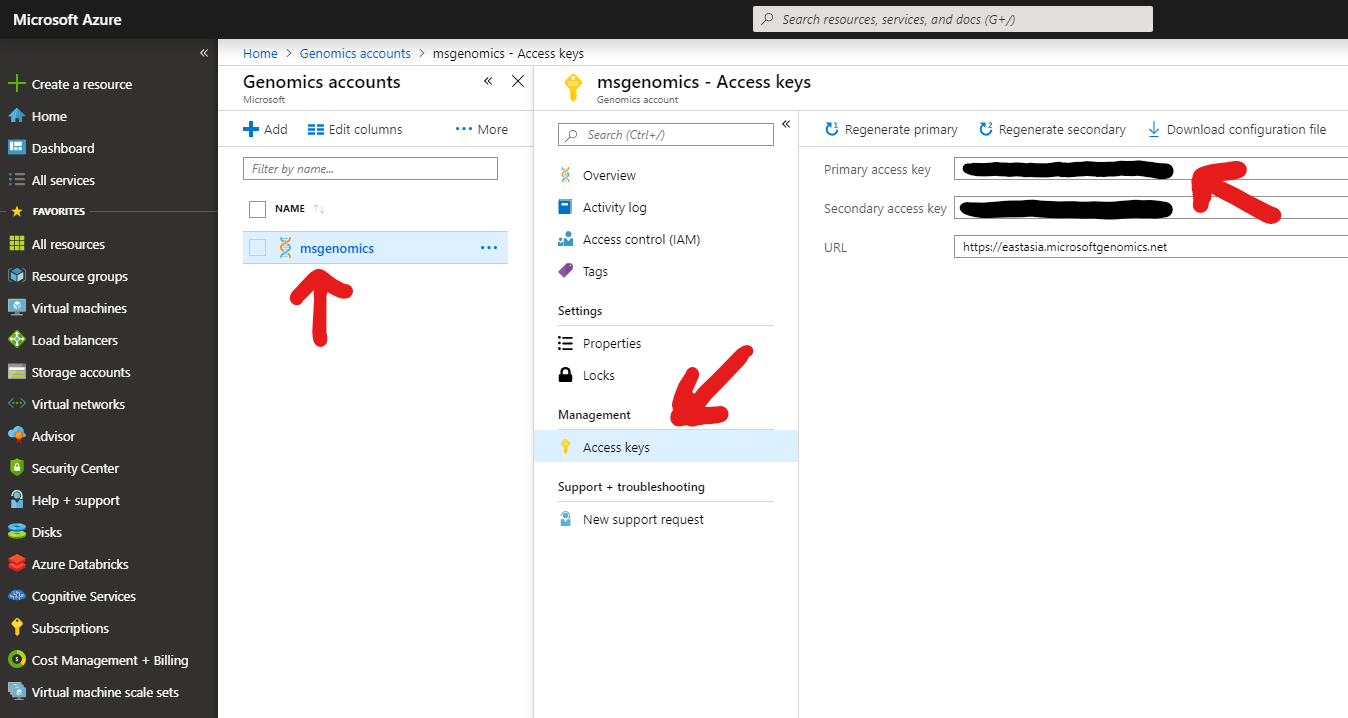 Microsoft Azure
Search resources, services, and docs (G+/)
«
Create a resource
Home
Dashboard
All services
FAVORITES
All resources
Resource groups
Virtual machines
Load balancers
Storage accounts
Virtual networks
Advisor
Security Center
Help + support
Disks
Azure Databricks
Cognitive Services
Subscriptions
Cost Management + Billing
Virtual machine scale sets
Home > Genomics accounts > msgenomics - Access keys
Genomics accounts
Microsoft
«
Add Edit columns ··· More
Filter by name...
NAME ↑↓
msgenomics ···
msgenomics - Access keys
Genomics account
Search (Ctrl+/)
«
Overview
Activity log
Access control (IAM)
Tags
Settings
Properties
Locks
Management
Access keys
Support + troubleshooting
New support request
Regenerate primary Regenerate secondary Download configuration file
Primary access key
Secondary access key
URL https://eastasia.microsoftgenomics.net